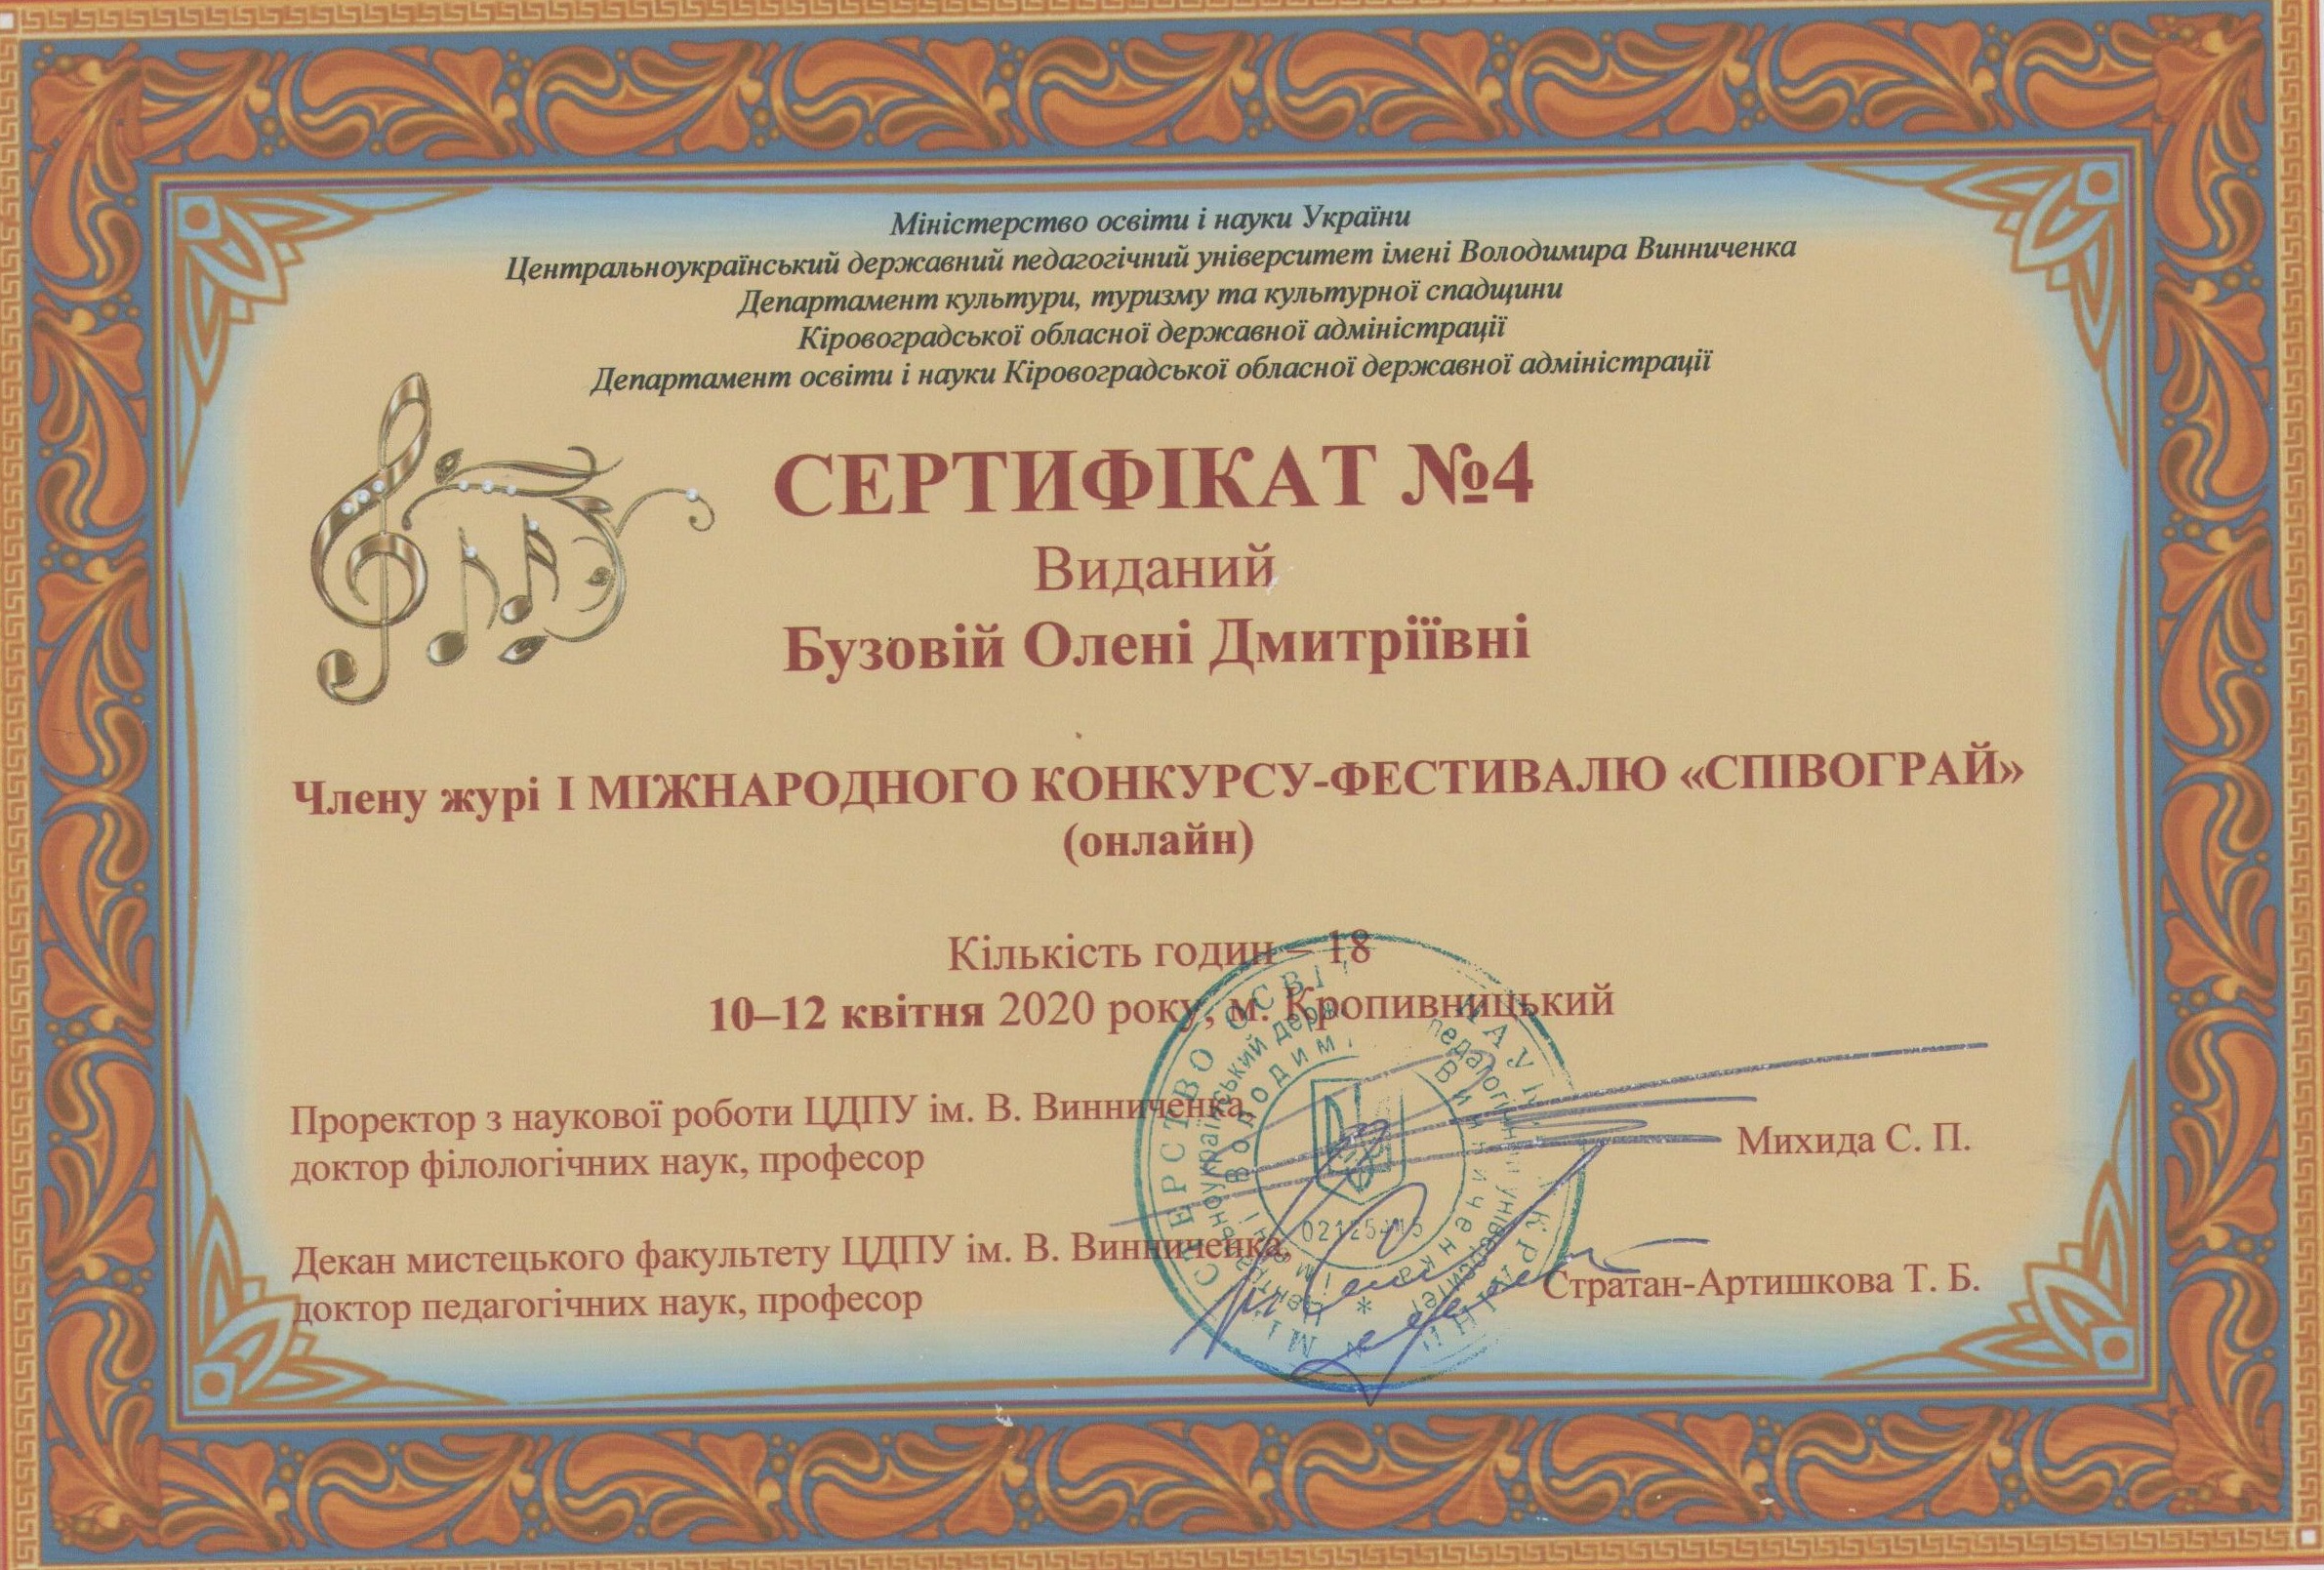 Міністерство освіти і науки України
Центральноукраїнський державний педагогічний університет імені Володимира Винниченка
Департамент культури, туризму та культурної спадщини
Кіровоградської обласної державної адміністрації
Департамент освіти і науки Кіровоградської обласної державної адміністрації
СЕРТИФІКАТ №4
Виданий
Бузовій Олені Дмитріївні
Члену журі І МІЖНАРОДНОГО КОНКУРСУ-ФЕСТИВАЛЮ «СПІВОГРАЙ»
(онлайн)
Кількість годин – 18
10–12 квітня 2020 року, м. Кропивницький
Проректор з наукової роботи ЦДПУ ім. В. Винниченка,
доктор філологічних наук, професор
Михида С. П.
Декан мистецького факультету ЦДПУ ім. В. Винниченка,
доктор педагогічних наук, професор
Стратан-Артишкова Т. Б.